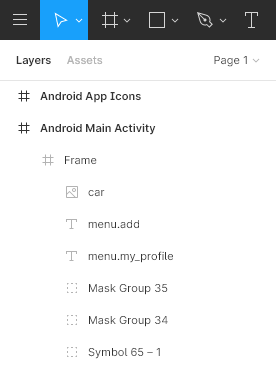 Layers Assets Page 1
Android App Icons
Android Main Activity
Frame
car
menu.add
menu.my_profile
Mask Group 35
Mask Group 34
Symbol 65 – 1